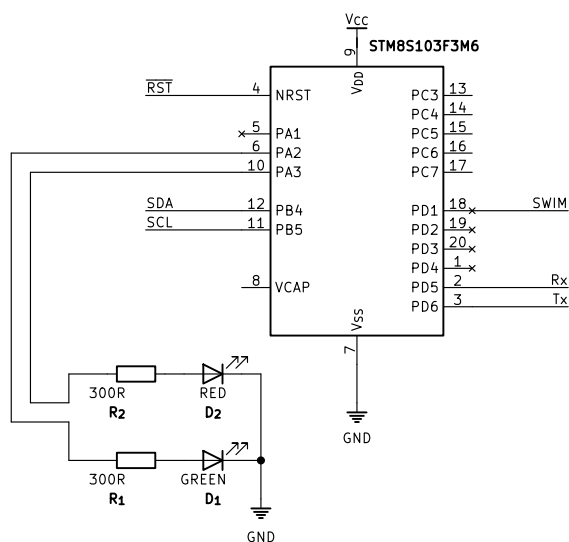 VCC
STM8S103F3M6
9
VDD
RST 4 NRST
PC3 13
PC4 14
5 PA1
PC5 15
6 PA2
PC6 16
10 PA3
PC7 17
SDA 12 PB4
PD1 18 SWIM
SCL 11 PB5
PD2 19
PD3 20
PD4 1
8 VCAP
PD5 2 Rx
PD6 3 Tx
VSS
7
GND
300R
R2
RED
D2
300R
R1
GREEN
D1
GND